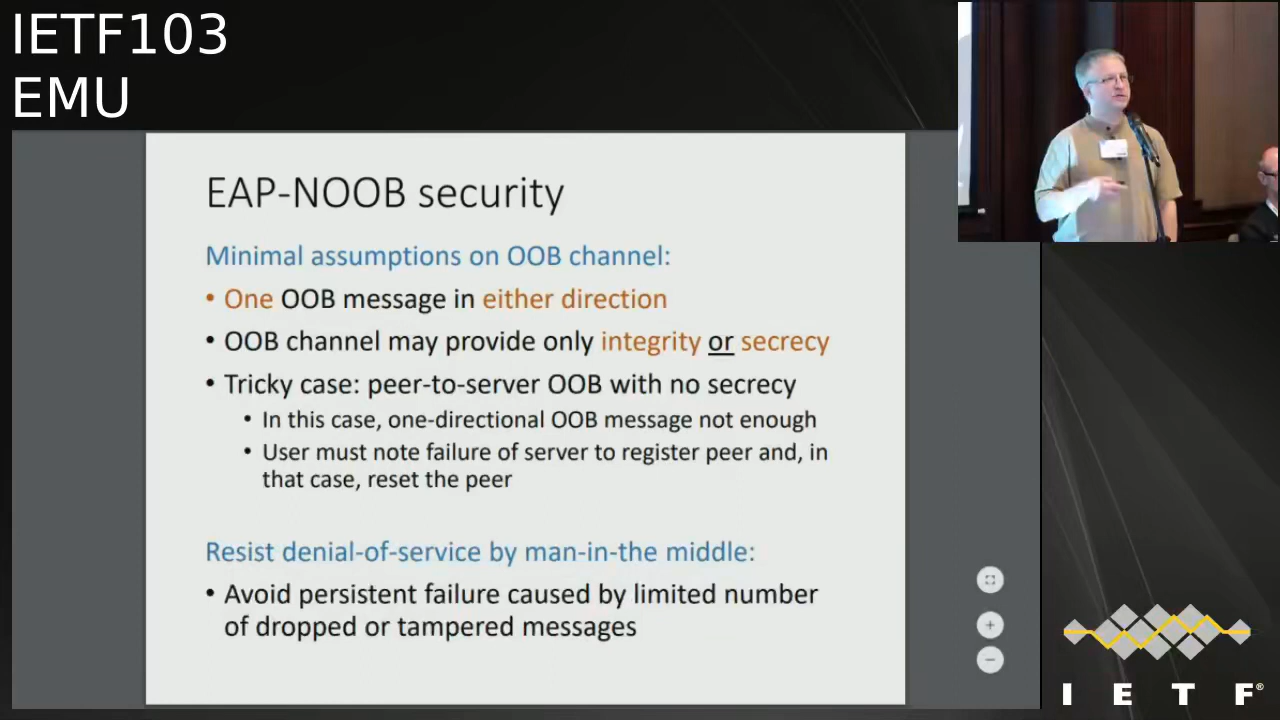 IETF103
EMU
EAP-NOOB security
Minimal assumptions on OOB channel:
• One OOB message in either direction
• OOB channel may provide only integrity or secrecy
• Tricky case: peer-to-server OOB with no secrecy
• In this case, one-directional OOB message not enough
• User must note failure of server to register peer and, in
that case, reset the peer
Resist denial-of-service by man-in-the middle:
• Avoid persistent failure caused by limited number
of dropped or tampered messages
I E T F®